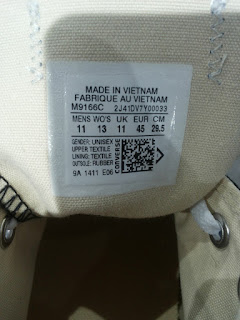 MADE IN VIETNAM
FABRIQUE AU VIETNAM
M9166C 2J41DV7Y00033
MENS WO'S UK EUR CM
11 13 11 45 29.5
GENDER: UNISEX
UPPER: TEXTILE
LINING: TEXTILE
OUTSOLE: RUBBER
CONVERSE
9A 1411 E06